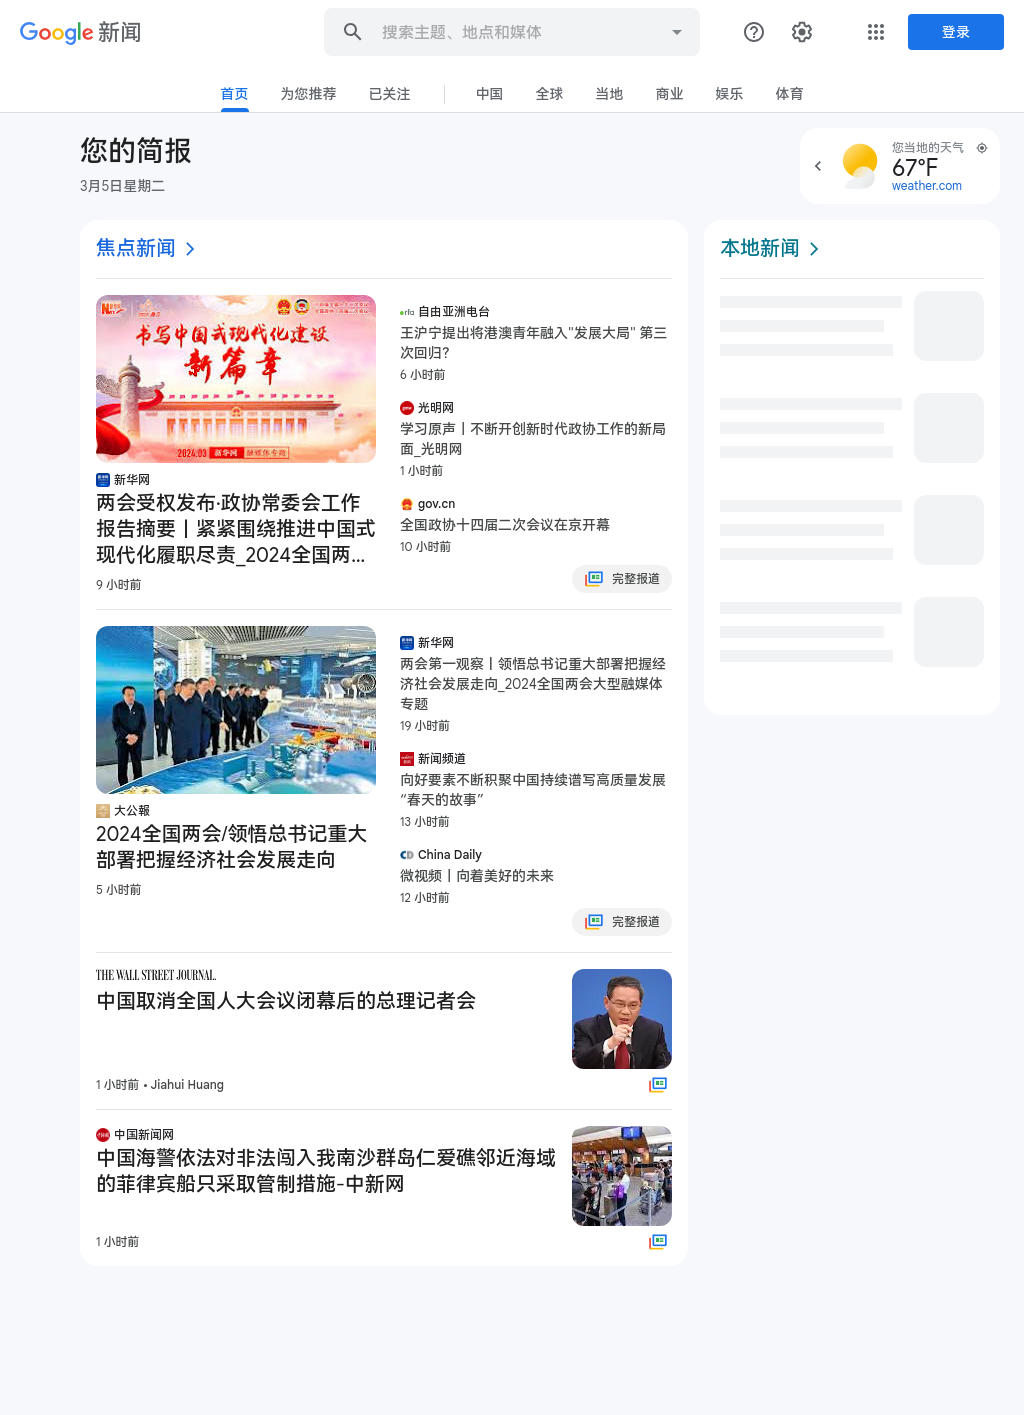 Google 新闻
搜索主题、地点和媒体
登录
首页
为您推荐
已关注
中国
全球
当地
商业
娱乐
体育
您的简报
3月5日星期二
您当地的天气
67°F
weather.com
焦点新闻
书写中国式现代化建设
新篇章
2024.03 新华网 融媒体专题
新华网
两会受权发布·政协常委会工作
报告摘要丨紧紧围绕推进中国式
现代化履职尽责_2024全国两...
9 小时前
rfa 自由亚洲电台
王沪宁提出将港澳青年融入"发展大局" 第三
次回归？
6 小时前
光明网
学习原声丨不断开创新时代政协工作的新局
面_光明网
1 小时前
gov.cn
全国政协十四届二次会议在京开幕
10 小时前
完整报道
大公報
2024全国两会/领悟总书记重大
部署把握经济社会发展走向
5 小时前
新华网
两会第一观察丨领悟总书记重大部署把握经
济社会发展走向_2024全国两会大型融媒体
专题
19 小时前
新闻频道
向好要素不断积聚中国持续谱写高质量发展
“春天的故事”
13 小时前
China Daily
微视频丨向着美好的未来
12 小时前
完整报道
THE WALL STREET JOURNAL.
中国取消全国人大会议闭幕后的总理记者会
1 小时前 • Jiahui Huang
中国新闻网
中国海警依法对非法闯入我南沙群岛仁爱礁邻近海域
的菲律宾船只采取管制措施-中新网
1
1 小时前
本地新闻